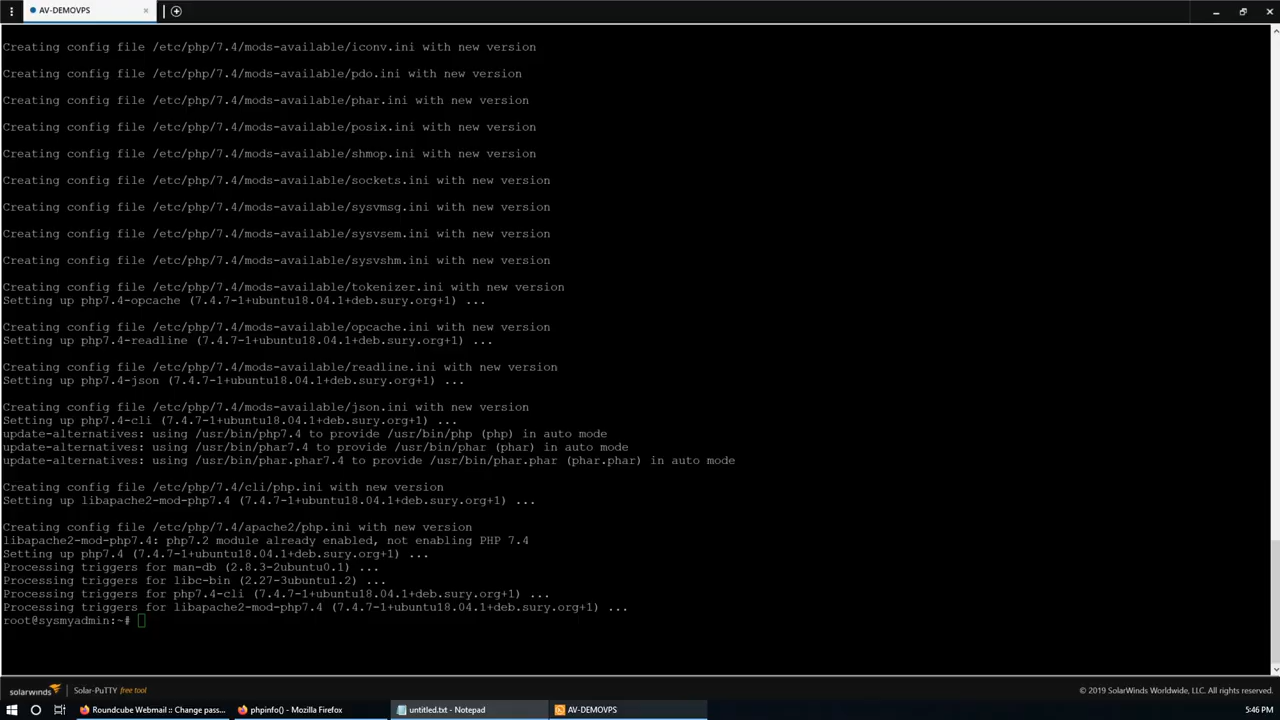 AV-DEMOVPS
Creating config file /etc/php/7.4/mods-available/iconv.ini with new version
Creating config file /etc/php/7.4/mods-available/pdo.ini with new version
Creating config file /etc/php/7.4/mods-available/phar.ini with new version
Creating config file /etc/php/7.4/mods-available/posix.ini with new version
Creating config file /etc/php/7.4/mods-available/shmop.ini with new version
Creating config file /etc/php/7.4/mods-available/sockets.ini with new version
Creating config file /etc/php/7.4/mods-available/sysvmsg.ini with new version
Creating config file /etc/php/7.4/mods-available/sysvsem.ini with new version
Creating config file /etc/php/7.4/mods-available/sysvshm.ini with new version
Creating config file /etc/php/7.4/mods-available/tokenizer.ini with new version
Setting up php7.4-opcache (7.4.7-1+ubuntu18.04.1+deb.sury.org+1) ...
Creating config file /etc/php/7.4/mods-available/opcache.ini with new version
Setting up php7.4-readline (7.4.7-1+ubuntu18.04.1+deb.sury.org+1) ...
Creating config file /etc/php/7.4/mods-available/readline.ini with new version
Setting up php7.4-json (7.4.7-1+ubuntu18.04.1+deb.sury.org+1) ...
Creating config file /etc/php/7.4/mods-available/json.ini with new version
Setting up php7.4-cli (7.4.7-1+ubuntu18.04.1+deb.sury.org+1) ...
update-alternatives: using /usr/bin/php7.4 to provide /usr/bin/php (php) in auto mode
update-alternatives: using /usr/bin/phar7.4 to provide /usr/bin/phar (phar) in auto mode
update-alternatives: using /usr/bin/phar.phar7.4 to provide /usr/bin/phar.phar (phar.phar) in auto mode
Creating config file /etc/php/7.4/cli/php.ini with new version
Setting up libapache2-mod-php7.4 (7.4.7-1+ubuntu18.04.1+deb.sury.org+1) ...
Creating config file /etc/php/7.4/apache2/php.ini with new version
libapache2-mod-php7.4: php7.2 module already enabled, not enabling PHP 7.4
Setting up php7.4 (7.4.7-1+ubuntu18.04.1+deb.sury.org+1) ...
Processing triggers for man-db (2.8.3-2ubuntu0.1) ...
Processing triggers for libc-bin (2.27-3ubuntu1.2) ...
Processing triggers for php7.4-cli (7.4.7-1+ubuntu18.04.1+deb.sury.org+1) ...
Processing triggers for libapache2-mod-php7.4 (7.4.7-1+ubuntu18.04.1+deb.sury.org+1) ...
root@sysmyadmin:~#
solarwinds Solar-PuTTY free tool © 2019 SolarWinds Worldwide, LLC. All rights reserved.
Roundcube Webmail :: Change pass... phpinfo() - Mozilla Firefox untitled.txt - Notepad AV-DEMOVPS 5:46 PM